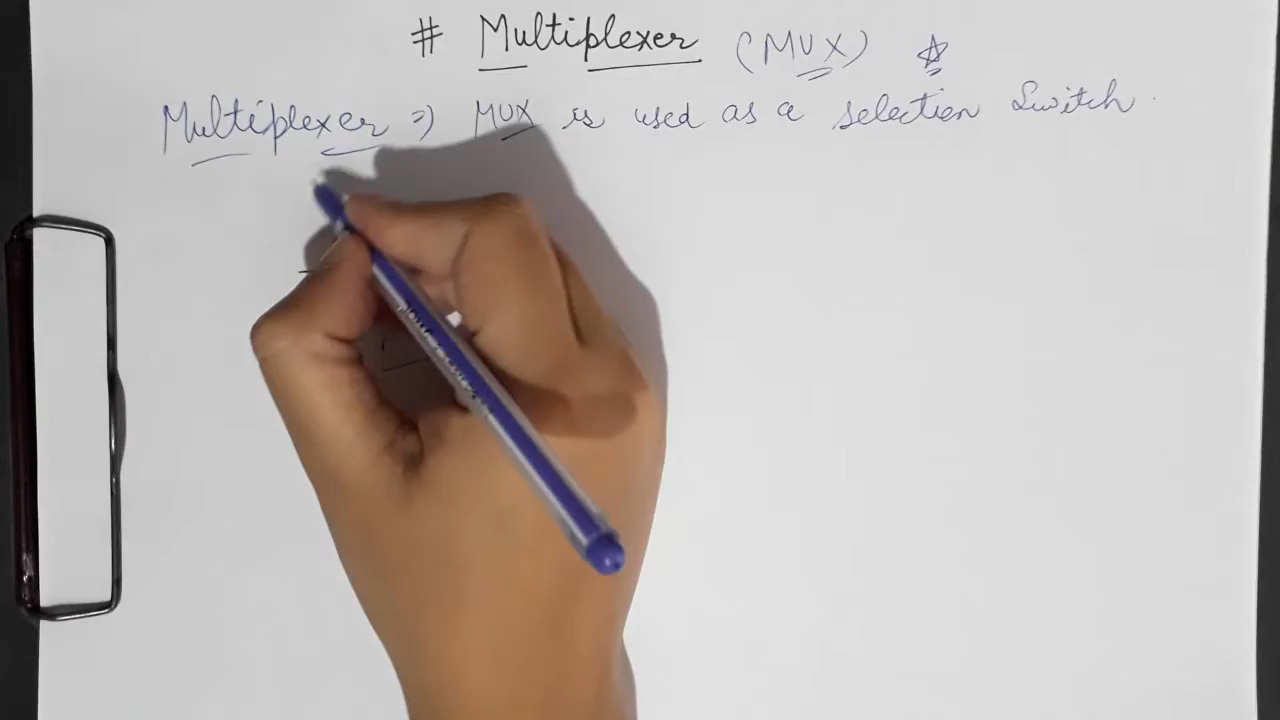 # Multiplexer (MUX) ☆
Multiplexer => MUX is used as a selection Switch.